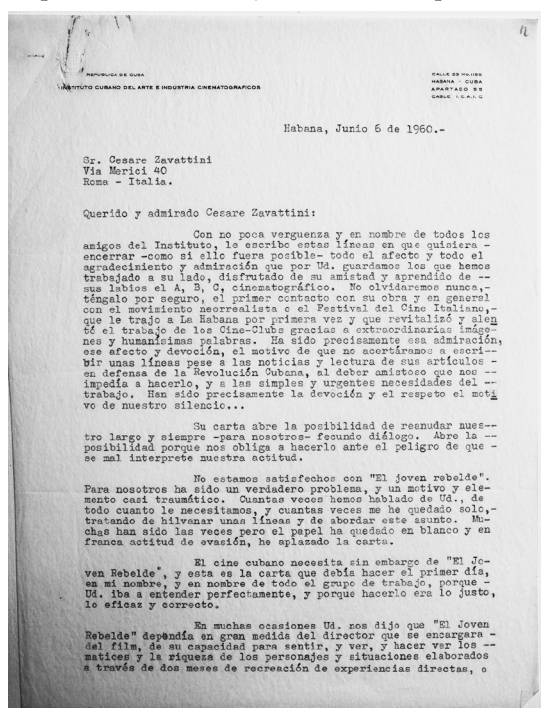 12
REPUBLICA DE CUBA
INSTITUTO CUBANO DEL ARTE E INDUSTRIA CINEMATOGRAFICOS
CALLE 23 No. 1155
HABANA - CUBA
APARTADO 55
CABLE I.C.A.I.C
Habana, Junio 6 de 1960.-
Sr. Cesare Zavattini
Via Merici 40
Roma - Italia.
Querido y admirado Cesare Zavattini:
Con no poca verguenza y en nombre de todos los
amigos del Instituto, le escribo estas líneas en que quisiera -
encerrar -como si ello fuera posible- todo el afecto y todo el
agradecimiento y admiración que por Ud. guardamos los que hemos
trabajado a su lado, disfrutado de su amistad y aprendido de --
sus labios el A, B, C, cinematográfico. No olvidaremos nunca,-
téngalo por seguro, el primer contacto con su obra y en general
con el movimiento neorrealista o el Festival del Cine Italiano,-
que le trajo a La Habana por primera vez y que revitalizó y alen
tó el trabajo de los Cine-Clubs gracias a extraordinarias imáge-
nes y humanísimas palabras. Ha sido precisamente esa admiración,
ese afecto y devoción, el motivo de que no acertáramos a escri--
bir unas líneas pese a las noticias y lectura de sus artículos -
en defensa de la Revolución Cubana, al deber amistoso que nos --
impedía a hacerlo, y a las simples y urgentes necesidades del --
trabajo. Han sido precisamente la devoción y el respeto el moti
vo de nuestro silencio...
Su carta abre la posibilidad de reanudar nues--
tro largo y siempre -para nosotros- fecundo diálogo. Abre la --
posibilidad porque nos obliga a hacerlo ante el peligro de que -
se mal interprete nuestra actitud.
No estamos satisfechos con "El joven rebelde".
Para nosotros ha sido un verdadero problema, y un motivo y ele-
mento casi traumático. Cuantas veces hemos hablado de Ud., de
todo cuanto le necesitamos, y cuantas veces me he quedado solo,-
tratando de hilvanar unas líneas y de abordar este asunto. Mu-
chas han sido las veces pero el papel ha quedado en blanco y en
franca actitud de evasión, he aplazado la carta.
El cine cubano necesita sin embargo de "El Jo-
ven Rebelde", y esta es la carta que debía hacer el primer día,
en mi nombre, y en nombre de todo el grupo de trabajo, porque -
Ud. iba a entender perfectamente, y porque hacerlo era lo justo,
lo eficaz y correcto.
En muchas ocasiones Ud. nos dijo que "El Joven
Rebelde" dependía en gran medida del director que se encargara -
del film, de su capacidad para sentir, y ver, y hacer ver los --
matices y la riqueza de los personajes y situaciones elaborados
a través de dos meses de recreación de experiencias directas, o